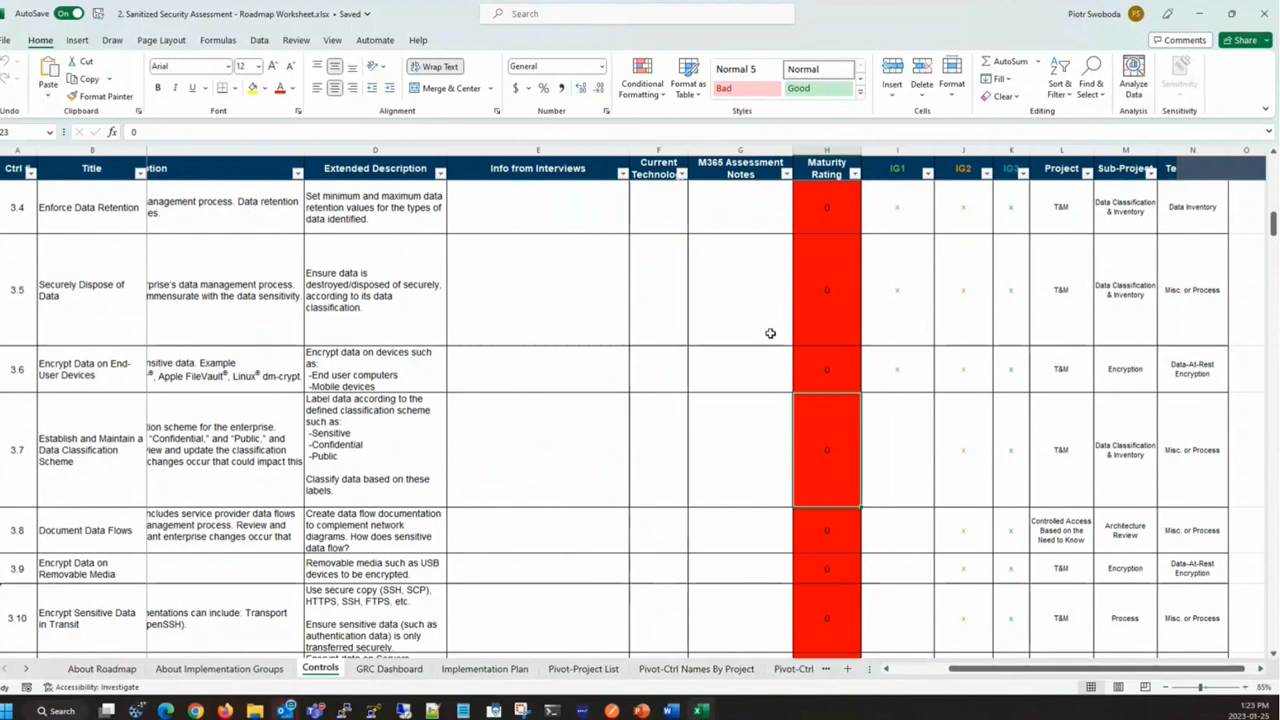 AutoSave On
2. Sanitized Security Assessment - Roadmap Worksheet.xlsx • Saved
Search
Piotr Swoboda
PS
Home Insert Draw Page Layout Formulas Data Review View Automate Help
Comments
Share
Undo
Paste
Cut
Copy
Format Painter
Clipboard
Arial
12
B I U
Font
Wrap Text
Merge & Center
Alignment
General
$ %
Number
Conditional
Formatting
Format as
Table
Normal 5
Normal
Bad
Good
Styles
Insert
Delete
Format
Cells
AutoSum
Fill
Clear
Sort &
Filter
Find &
Select
Editing
Analyze
Data
Analysis
Sensitivity
Sensitivity
23
fx
0
A B D E F G H I J K L M N O
Title
Extended Description
Info from Interviews
Current
M365 Assessment
Notes
Maturity
Rating
IG1
IG2
Project
3.4
Enforce Data Retention
anagement process. Data retention
es.
Set minimum and maximum data
retention values for the types of
data identified.
0
x x x
T&M
Data Classification
& Inventory
Data Inventory
3.5
Securely Dispose of
Data
rprise's data management process.
mmensurate with the data sensitivity.
Ensure data is
destroyed/disposed of securely,
according to its data
classification.
0
x x x
T&M
Data Classification
& Inventory
Misc. or Process
3.6
Encrypt Data on End-
User Devices
nsitive data. Example
®, Apple FileVault®, Linux® dm-crypt.
Encrypt data on devices such
as:
-End user computers
-Mobile devices
0
x x x
T&M
Encryption
Data-At-Rest
Encryption
3.7
Establish and Maintain a
Data Classification
Scheme
ion scheme for the enterprise.
"Confidential," and "Public," and
view and update the classification
changes occur that could impact this
Label data according to the
defined classification scheme
such as:
-Sensitive
-Confidential
-Public
Classify data based on these
labels.
0
x x
T&M
Data Classification
& Inventory
Misc. or Process
3.8
Document Data Flows
ncludes service provider data flows
anagement process. Review and
ant enterprise changes occur that
Create data flow documentation
to complement network
diagrams. How does sensitive
data flow?
0
x x
Controlled Access
Based on the
Need to Know
Architecture
Review
Misc. or Process
3.9
Encrypt Data on
Removable Media
Removable media such as USB
devices to be encrypted.
0
x x
T&M
Encryption
Data-At-Rest
Encryption
3.10
Encrypt Sensitive Data
in Transit
entations can include: Transport
penSSH).
Use secure copy (SSH, SCP),
HTTPS, SSH, FTPS, etc.
Ensure sensitive data (such as
authentication data) is only
transferred securely.
0
x x
T&M
Process
Misc. or Process
About Roadmap About Implementation Groups Controls GRC Dashboard Implementation Plan Pivot-Project List Pivot-Ctrl Names By Project Pivot-Ctrl
Accessibility: Investigate
85%
Search
1:23 PM
2023-01-25